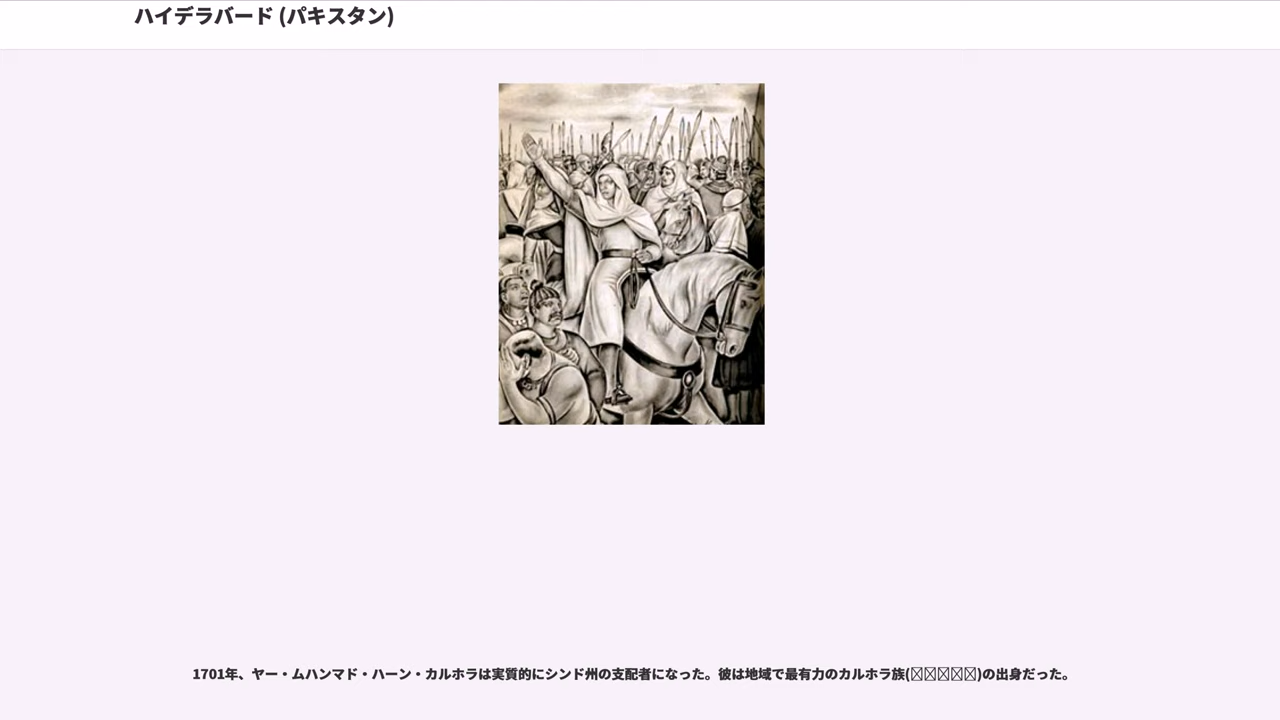 ハイデラバード (パキスタン)
1701年、ヤー・ムハンマド・ハーン・カルホラは実質的にシンド州の支配者になった。彼は地域で最有力のカルホラ族()の出身だった。